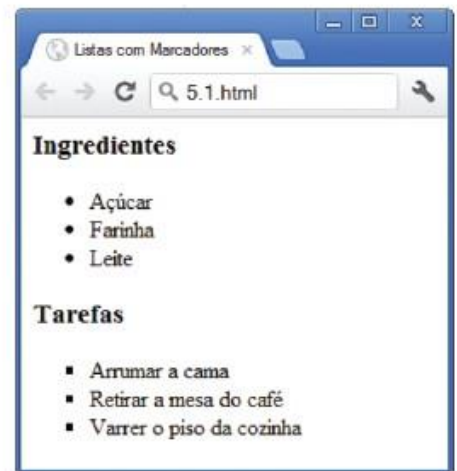 Listas com Marcadores
5.1.html
Ingredientes
Açúcar
Farinha
Leite
Tarefas
Arrumar a cama
Retirar a mesa do café
Varrer o piso da cozinha